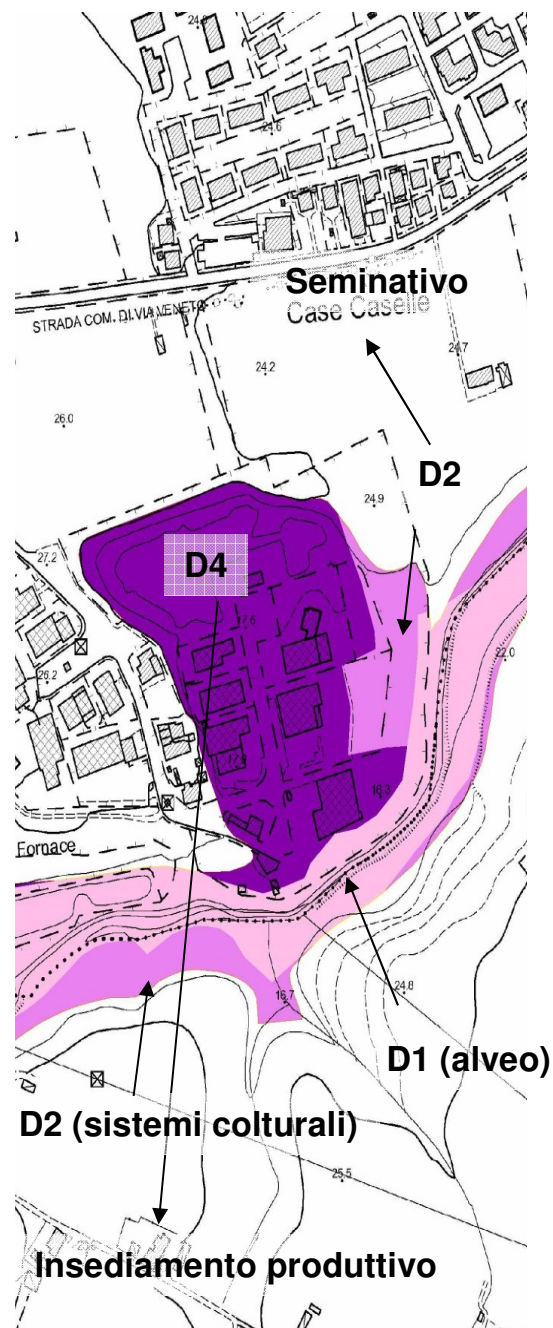 24.6
Seminativo
Case Caselle
STRADA COM. DI VIA VENETO
24.7
24.2
26.0
D2
24.9
27.2
D4
17.6
22.0
26.2
16.3
Fornace
16.7
24.8
D1 (alveo)
D2 (sistemi colturali)
25.5
Insediamento produttivo